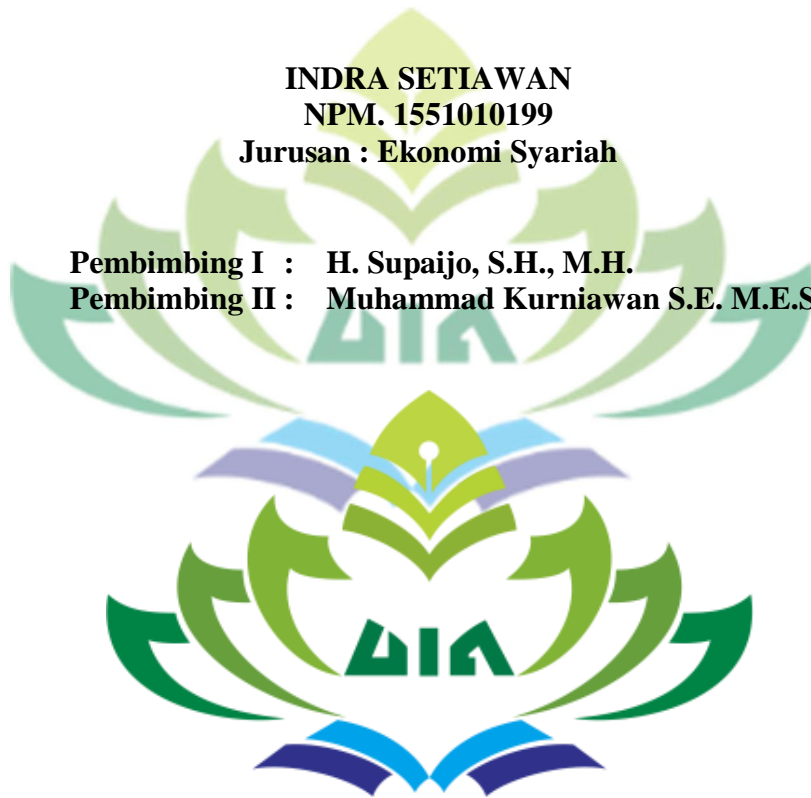 INDRA SETIAWAN
NPM. 1551010199
Jurusan : Ekonomi Syariah
Pembimbing I : H. Supaijo, S.H., M.H.
Pembimbing II : Muhammad Kurniawan S.E. M.E.S